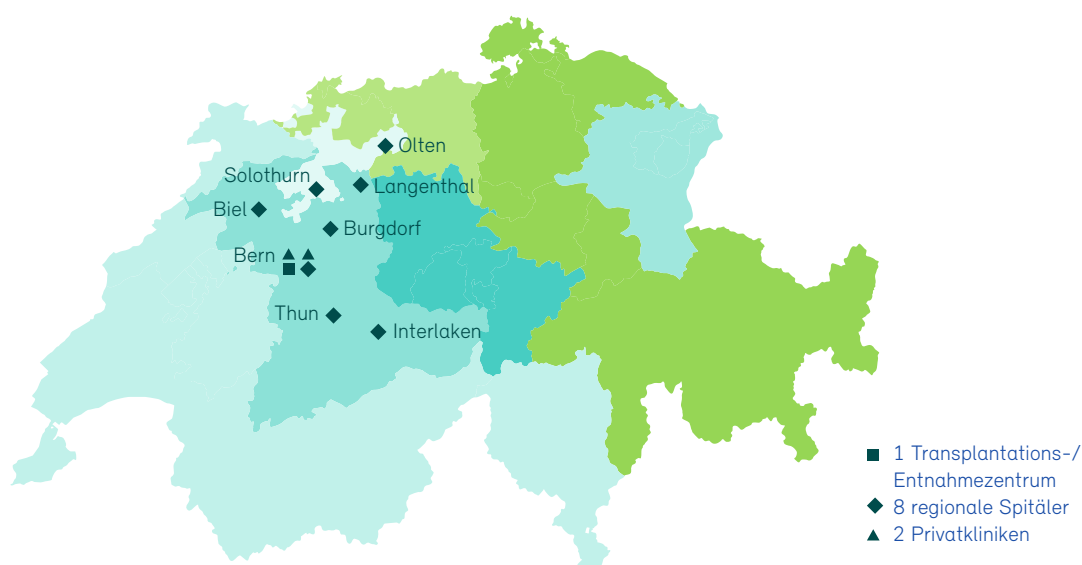 Olten
Solothurn
Langenthal
Biel
Burgdorf
Bern
Thun
Interlaken
1 Transplantations-/
Entnahmezentrum
8 regionale Spitäler
2 Privatkliniken